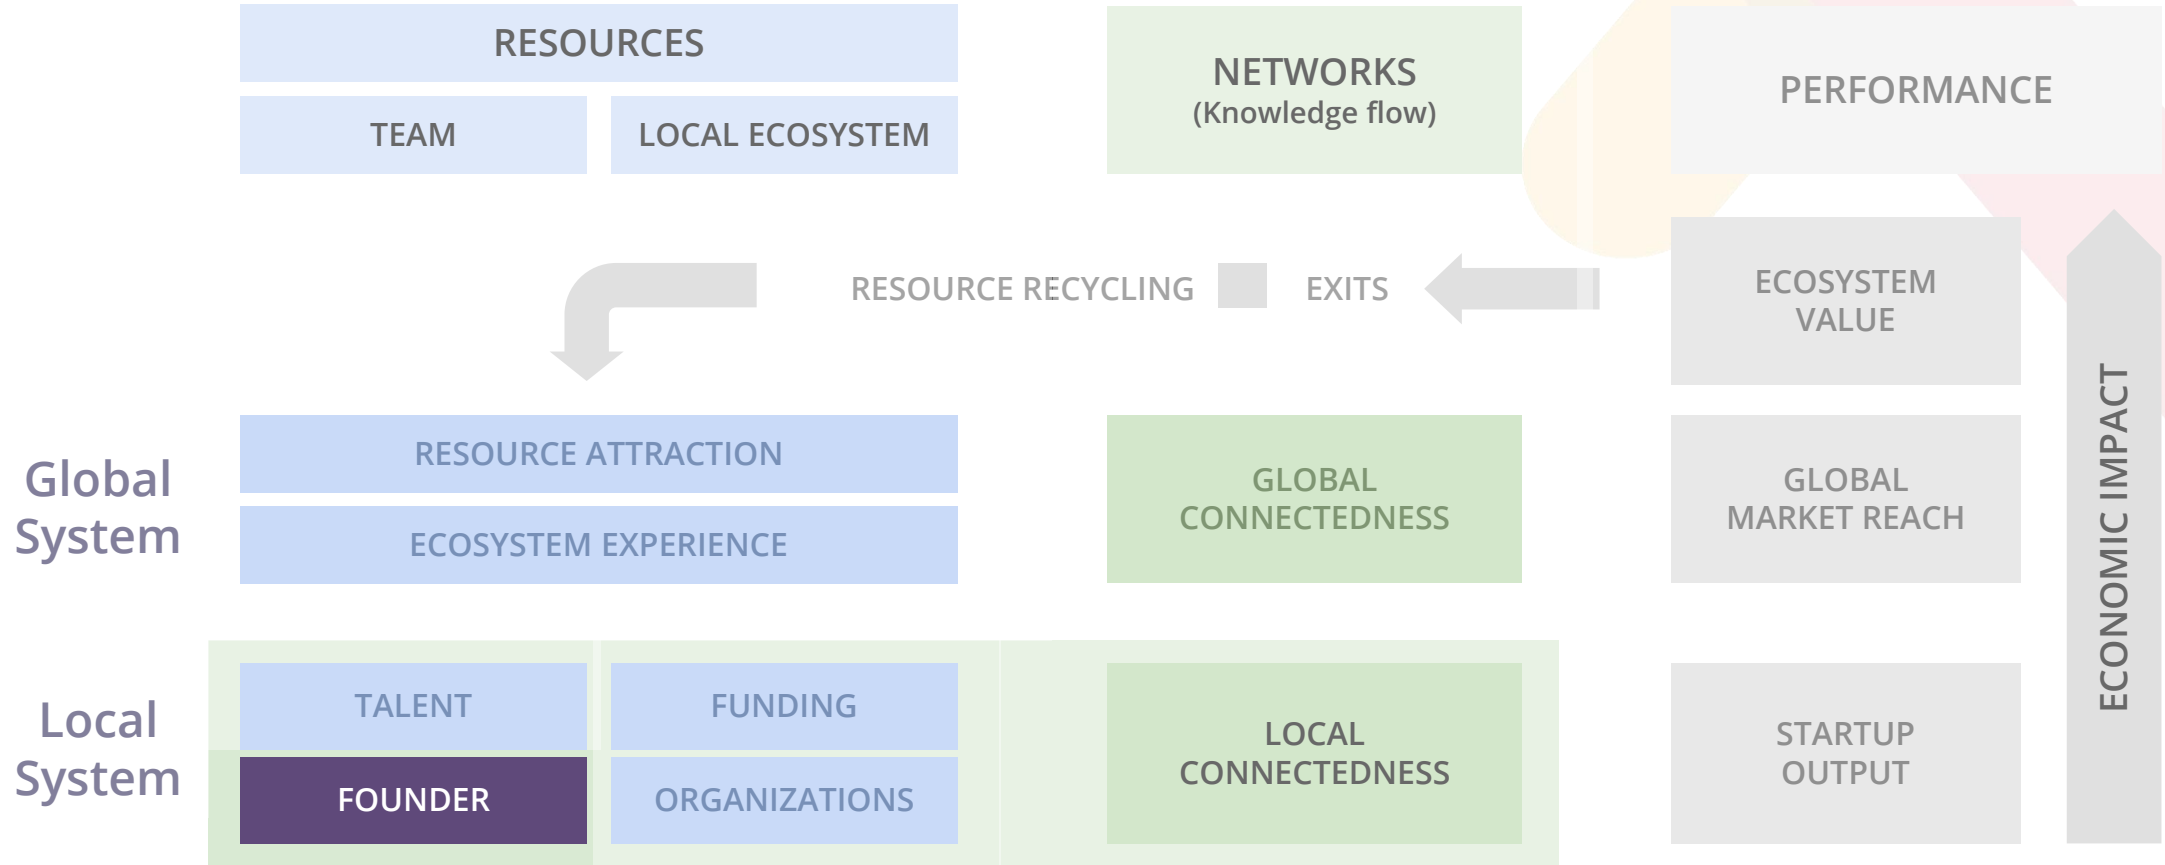 RESOURCES
TEAM
LOCAL ECOSYSTEM
NETWORKS
(Knowledge flow)
PERFORMANCE
RESOURCE RECYCLING
EXITS
ECOSYSTEM
VALUE
Global
System
RESOURCE ATTRACTION
ECOSYSTEM EXPERIENCE
GLOBAL
CONNECTEDNESS
GLOBAL
MARKET REACH
ECONOMIC IMPACT
Local
System
TALENT
FUNDING
FOUNDER
ORGANIZATIONS
LOCAL
CONNECTEDNESS
STARTUP
OUTPUT